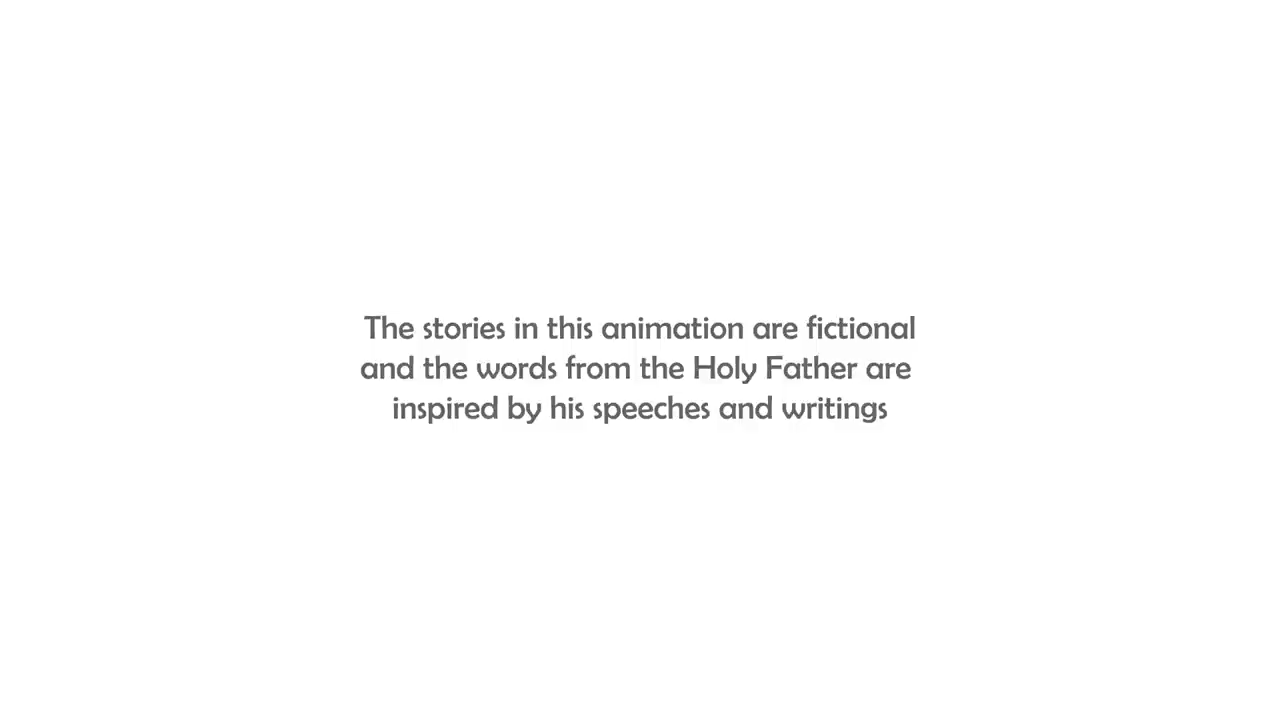 The stories in this animation are fictional
and the words from the Holy Father are
inspired by his speeches and writings